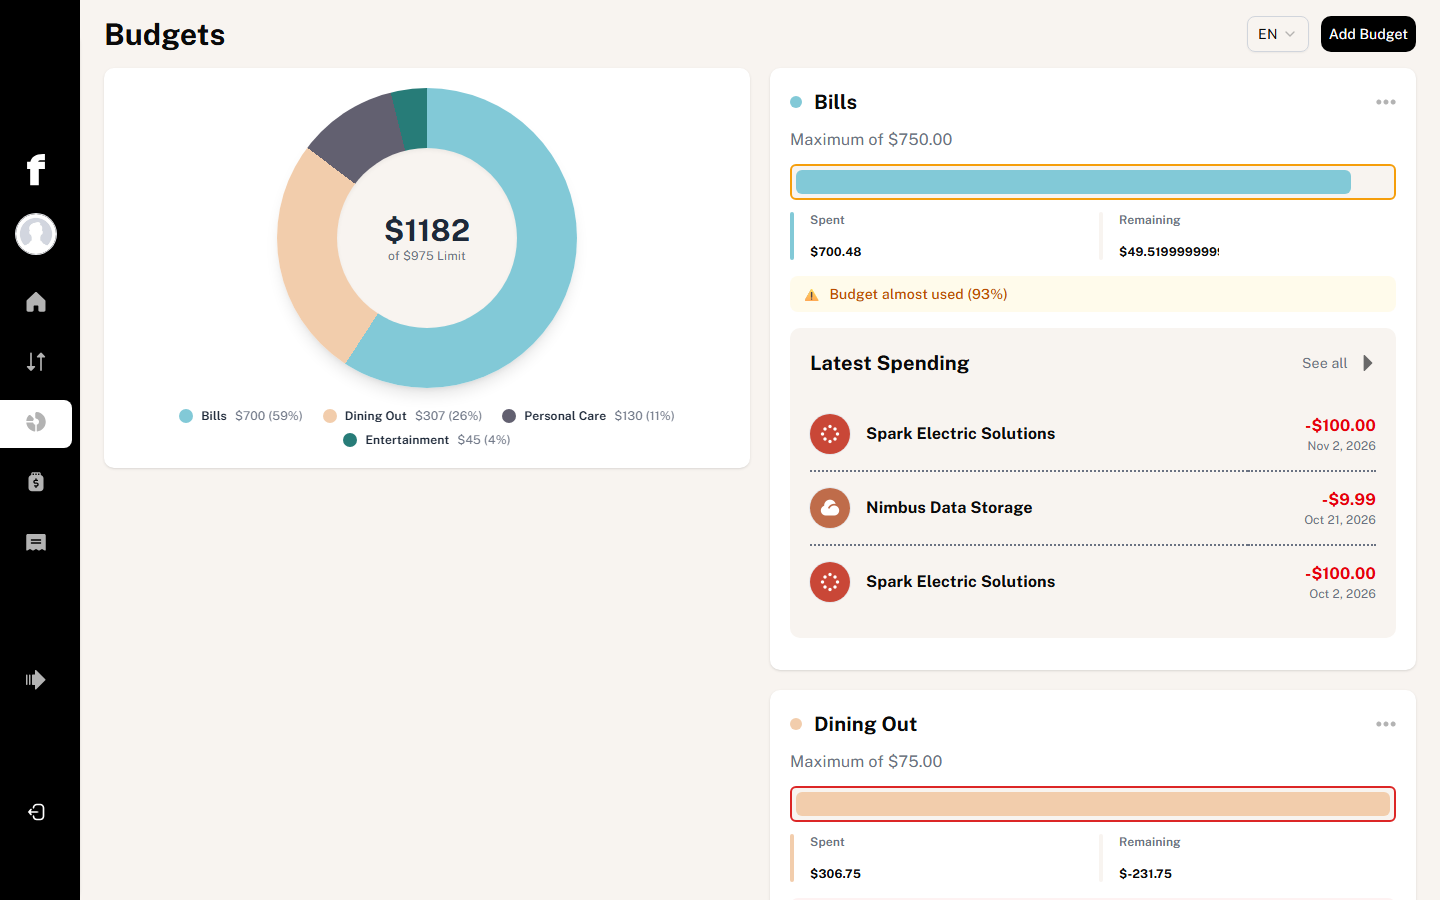 Budgets
EN
Add Budget
f
$1182
of $975 Limit
Bills $700 (59%) Dining Out $307 (26%) Personal Care $130 (11%)
Entertainment $45 (4%)
Bills
Maximum of $750.00
Spent
$700.48
Remaining
$49.519999999
Budget almost used (93%)
Latest Spending
See all
Spark Electric Solutions
-$100.00
Nov 2, 2026
Nimbus Data Storage
-$9.99
Oct 21, 2026
Spark Electric Solutions
-$100.00
Oct 2, 2026
Dining Out
Maximum of $75.00
Spent
$306.75
Remaining
$-231.75